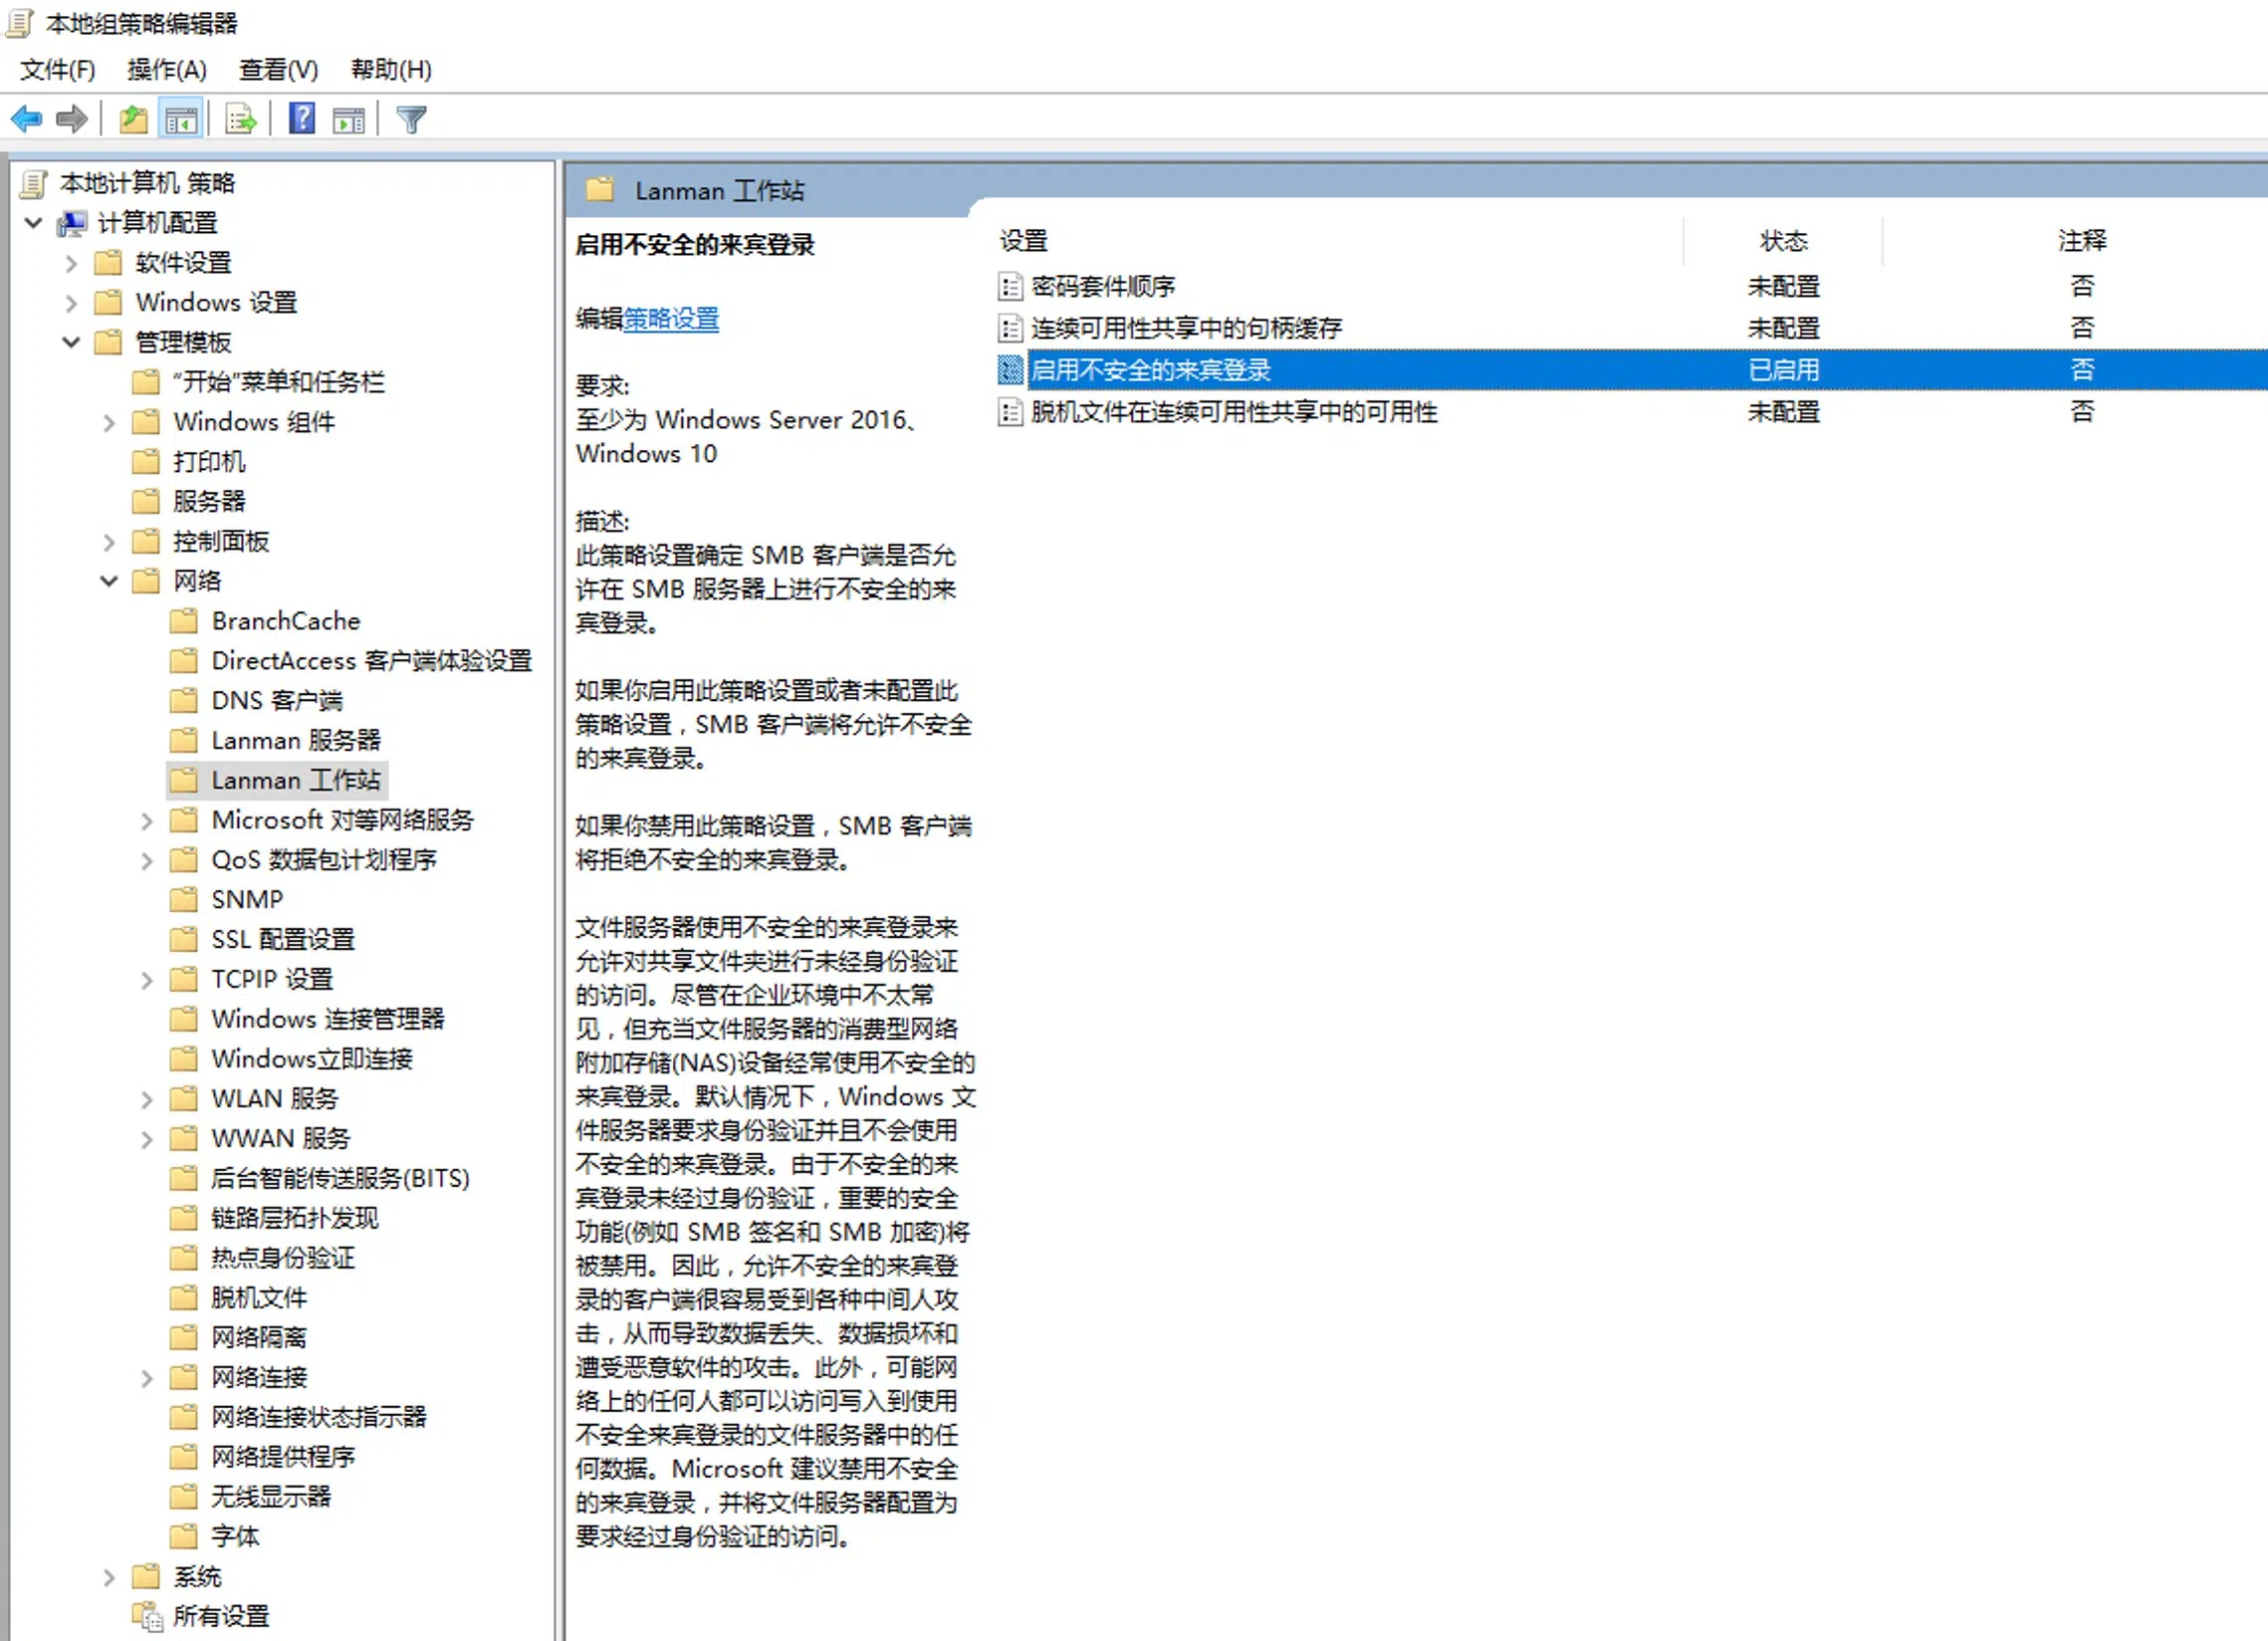 本地组策略编辑器
文件(F) 操作(A) 查看(V) 帮助(H)
本地计算机 策略
计算机配置
软件设置
Windows 设置
管理模板
“开始”菜单和任务栏
Windows 组件
打印机
服务器
控制面板
网络
BranchCache
DirectAccess 客户端体验设置
DNS 客户端
Lanman 服务器
Lanman 工作站
Microsoft 对等网络服务
QoS 数据包计划程序
SNMP
SSL 配置设置
TCPIP 设置
Windows 连接管理器
Windows立即连接
WLAN 服务
WWAN 服务
后台智能传送服务(BITS)
链路层拓扑发现
热点身份验证
脱机文件
网络隔离
网络连接
网络连接状态指示器
网络提供程序
无线显示器
字体
系统
所有设置
Lanman 工作站
启用不安全的来宾登录
编辑策略设置
要求:
至少为 Windows Server 2016、
Windows 10
描述:
此策略设置确定 SMB 客户端是否允
许在 SMB 服务器上进行不安全的来
宾登录。
如果你启用此策略设置或者未配置此
策略设置，SMB 客户端将允许不安全
的来宾登录。
如果你禁用此策略设置，SMB 客户端
将拒绝不安全的来宾登录。
文件服务器使用不安全的来宾登录来
允许对共享文件夹进行未经身份验证
的访问。尽管在企业环境中不太常
见，但充当文件服务器的消费型网络
附加存储(NAS)设备经常使用不安全的
来宾登录。默认情况下，Windows 文
件服务器要求身份验证并且不会使用
不安全的来宾登录。由于不安全的来
宾登录未经过身份验证，重要的安全
功能(例如 SMB 签名和 SMB 加密)将
被禁用。因此，允许不安全的来宾登
录的客户端很容易受到各种中间人攻
击，从而导致数据丢失、数据损坏和
遭受恶意软件的攻击。此外，可能网
络上的任何人都可以访问写入到使用
不安全来宾登录的文件服务器中的任
何数据。Microsoft 建议禁用不安全
的来宾登录，并将文件服务器配置为
要求经过身份验证的访问。
设置 状态 注释
密码套件顺序 未配置 否
连续可用性共享中的句柄缓存 未配置 否
启用不安全的来宾登录 已启用 否
脱机文件在连续可用性共享中的可用性 未配置 否